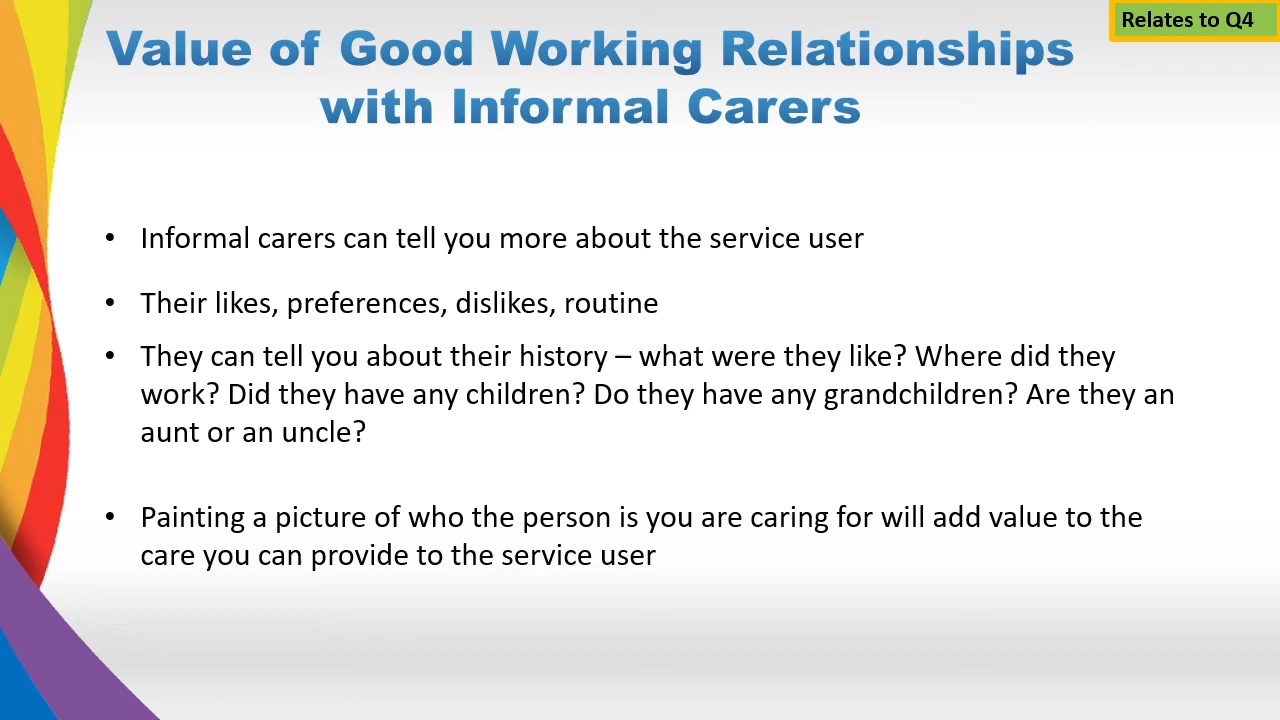 Relates to Q4
Value of Good Working Relationships
with Informal Carers
• Informal carers can tell you more about the service user
• Their likes, preferences, dislikes, routine
• They can tell you about their history – what were they like? Where did they
work? Did they have any children? Do they have any grandchildren? Are they an
aunt or an uncle?
• Painting a picture of who the person is you are caring for will add value to the
care you can provide to the service user